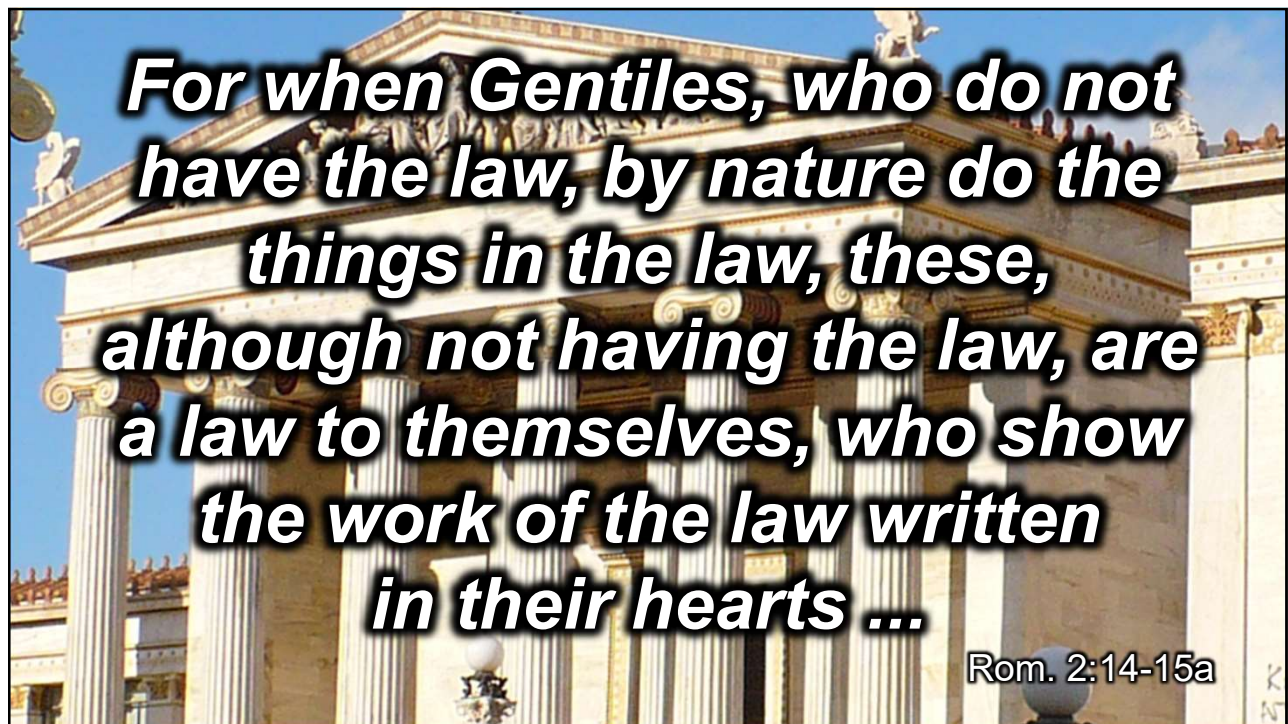 For when Gentiles, who do not
have the law, by nature do the
things in the law, these,
although not having the law, are
a law to themselves, who show
the work of the law written
in their hearts ...
Rom. 2:14-15a